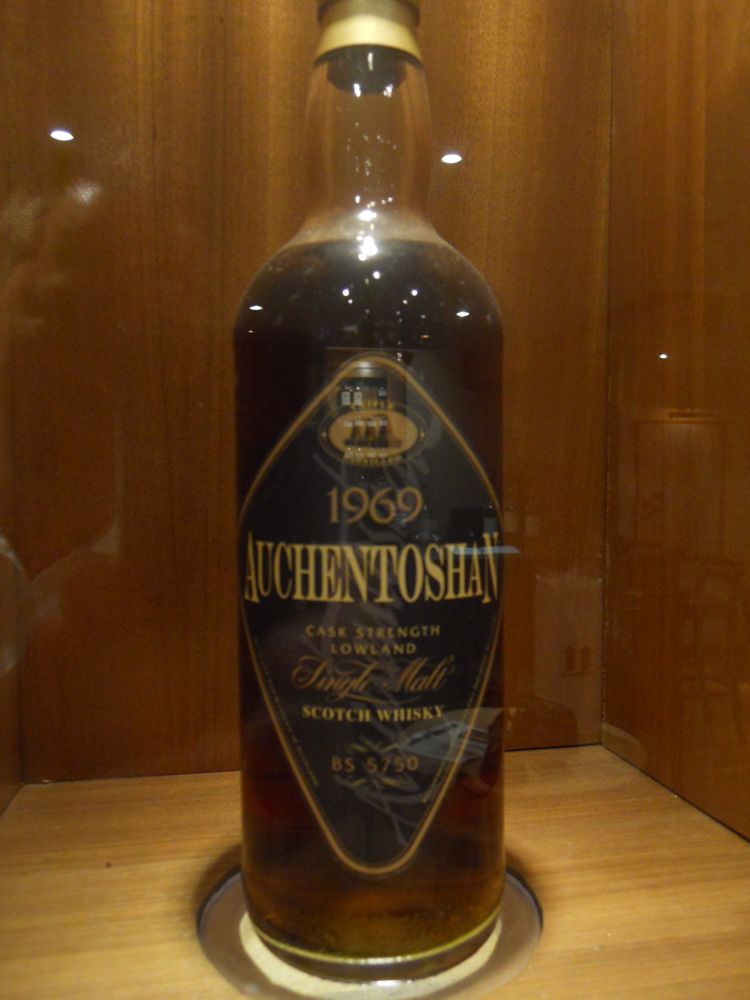 1969
AUCHENTOSHAN
CASK STRENGTH
LOWLAND
Single Malt
SCOTCH WHISKY
BS 5750